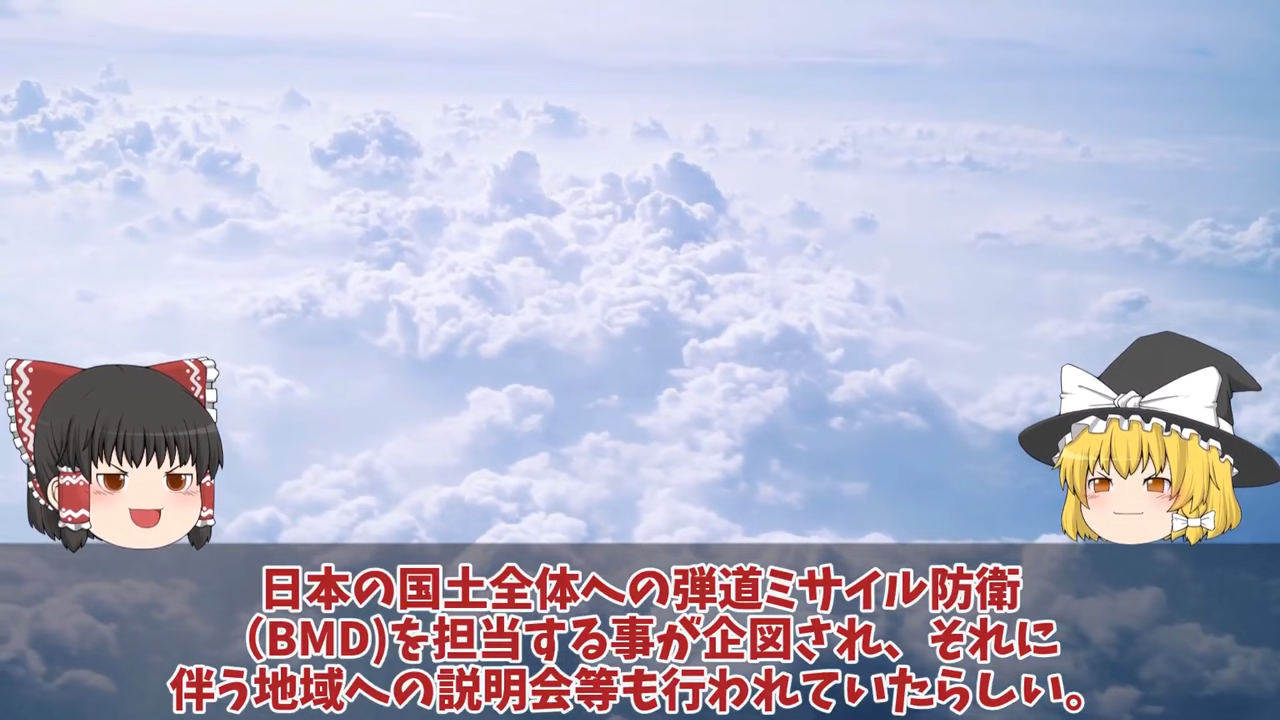 日本の国土全体への弾道ミサイル防衛
(BMD)を担当する事が企図され、それに
伴う地域への説明会等も行われていたらしい。